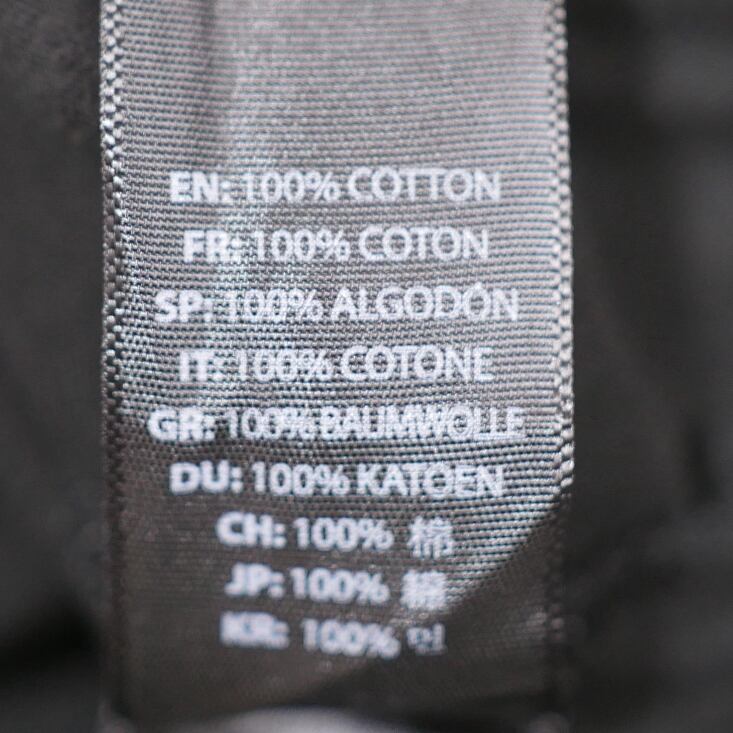 EN: 100% COTTON
FR: 100% COTON
SP: 100% ALGODÓN
IT: 100% COTONE
GR: 100% BAUMWOLLE
DU: 100% KATOEN
CH: 100% 棉
JP: 100% 綿
KR: 100% 면